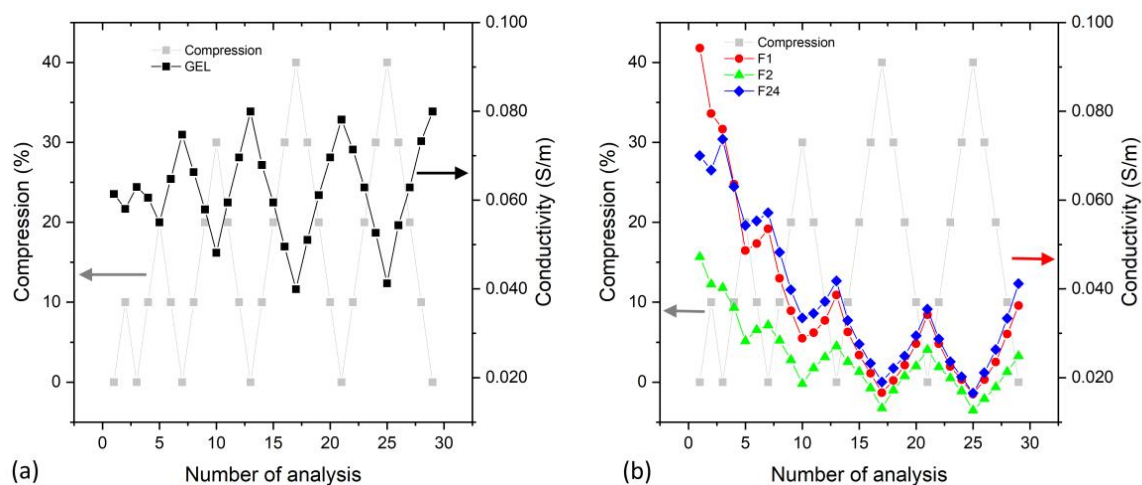 Compression
GEL
Compression (%)
40
30
20
10
0
0.100
0.080
0.060
0.040
0.020
Conductivity (S/m)
0 5 10 15 20 25 30
Number of analysis
(a)
Compression
F1
F2
F24
Compression (%)
40
30
20
10
0
0.100
0.080
0.060
0.040
0.020
Conductivity (S/m)
0 5 10 15 20 25 30
Number of analysis
(b)